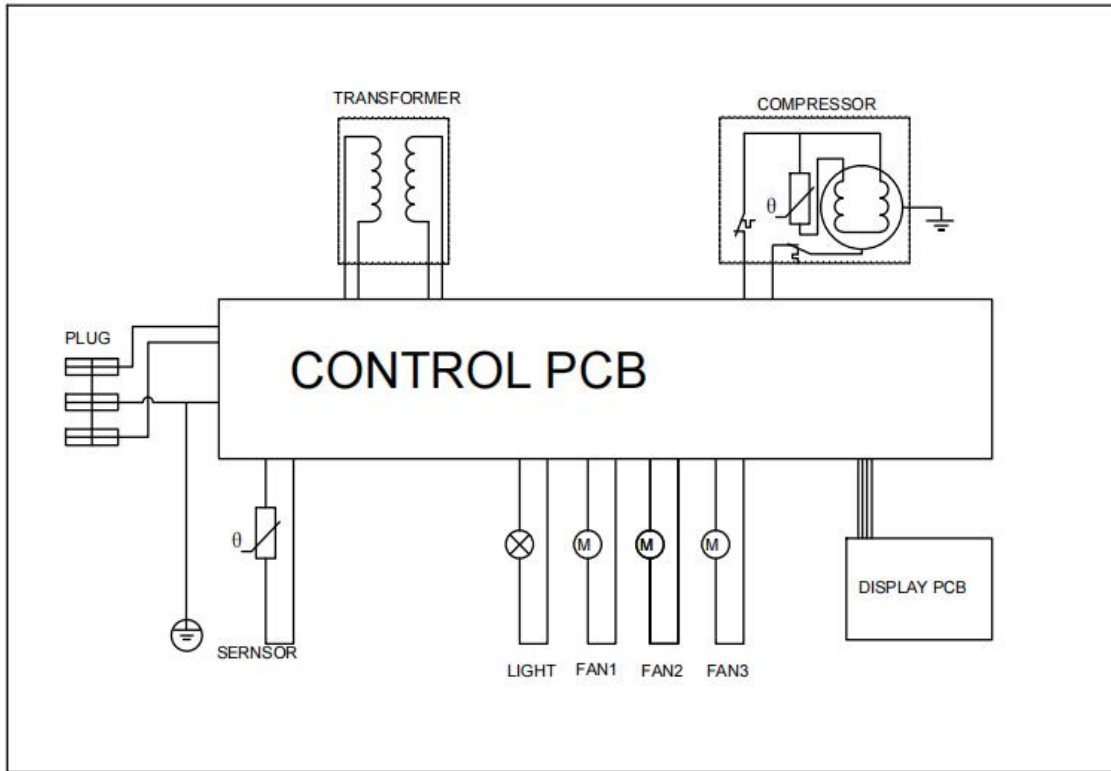 TRANSFORMER
COMPRESSOR
θ
PLUG
CONTROL PCB
θ
M
M
M
DISPLAY PCB
SERNSOR
LIGHT
FAN1
FAN2
FAN3